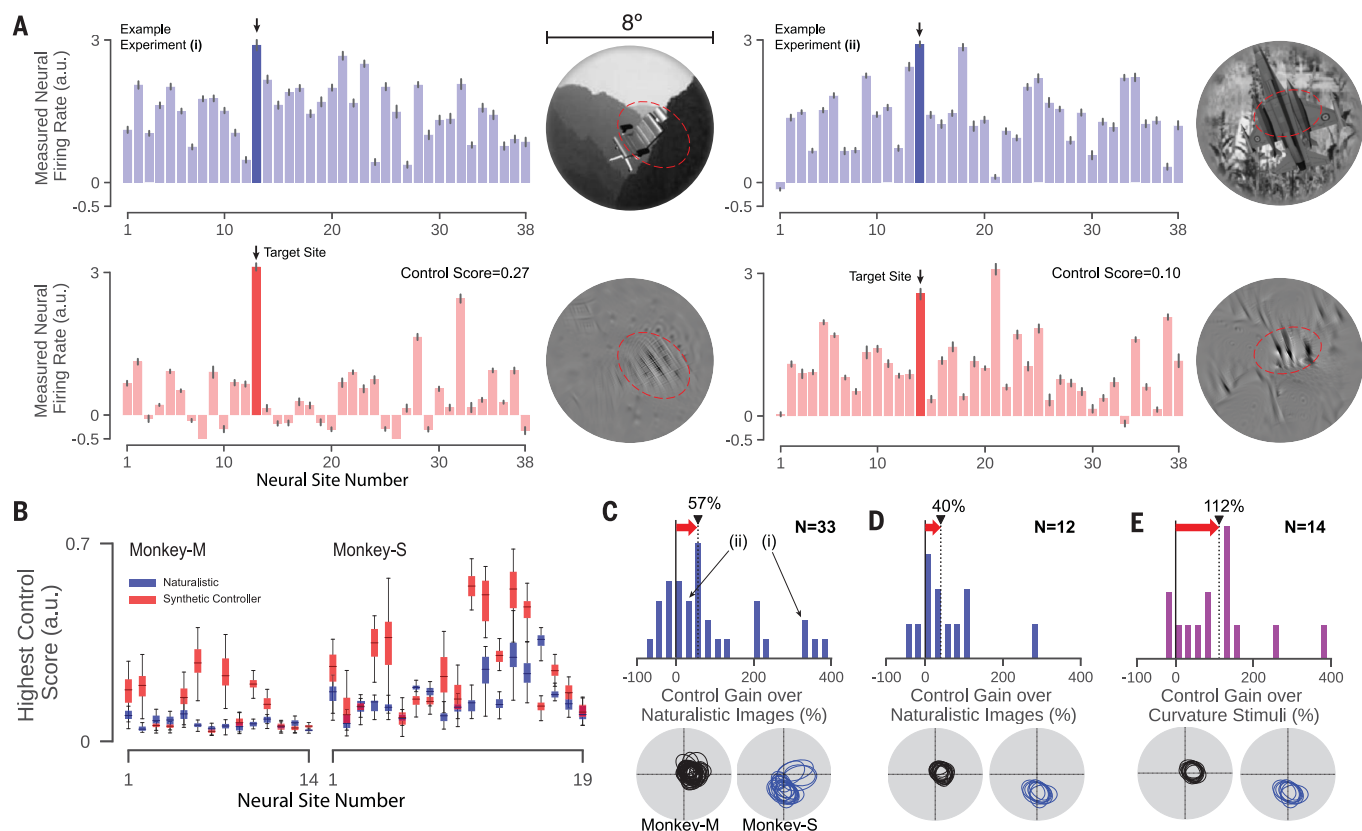 A
Example
Experiment (i)
Measured Neural
Firing Rate (a.u.)
3
0
-0.5
1
10
20
30
38
8º
Example
Experiment (ii)
3
0
-0.5
1
10
20
30
38
Measured Neural
Firing Rate (a.u.)
3
0
-0.5
Target Site
Control Score=0.27
1
10
20
30
38
Neural Site Number
3
0
-0.5
Target Site
Control Score=0.10
1
10
20
30
38
B
Highest Control
Score (a.u.)
0.7
0
Monkey-M
Naturalistic
Synthetic Controller
Monkey-S
1
14
1
19
Neural Site Number
C
57%
N=33
(ii)
(i)
-100
0
200
400
Control Gain over
Naturalistic Images (%)
Monkey-M
Monkey-S
D
40%
N=12
-100
0
200
400
Control Gain over
Naturalistic Images (%)
E
112%
N=14
-100
0
200
400
Control Gain over
Curvature Stimuli (%)